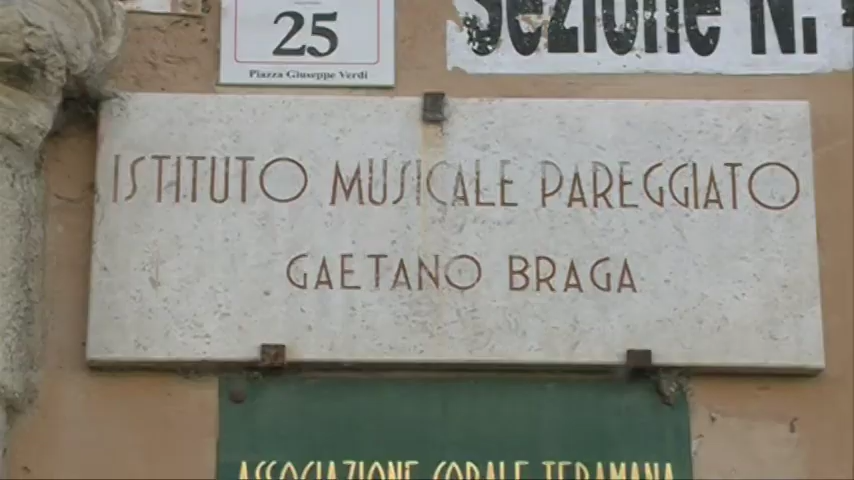 25
Piazza Giuseppe Verdi
Sezione N.
ISTITUTO MUSICALE PAREGGIATO
GAETANO BRAGA
ASSOCIAZIONE CORALE TERAMANA